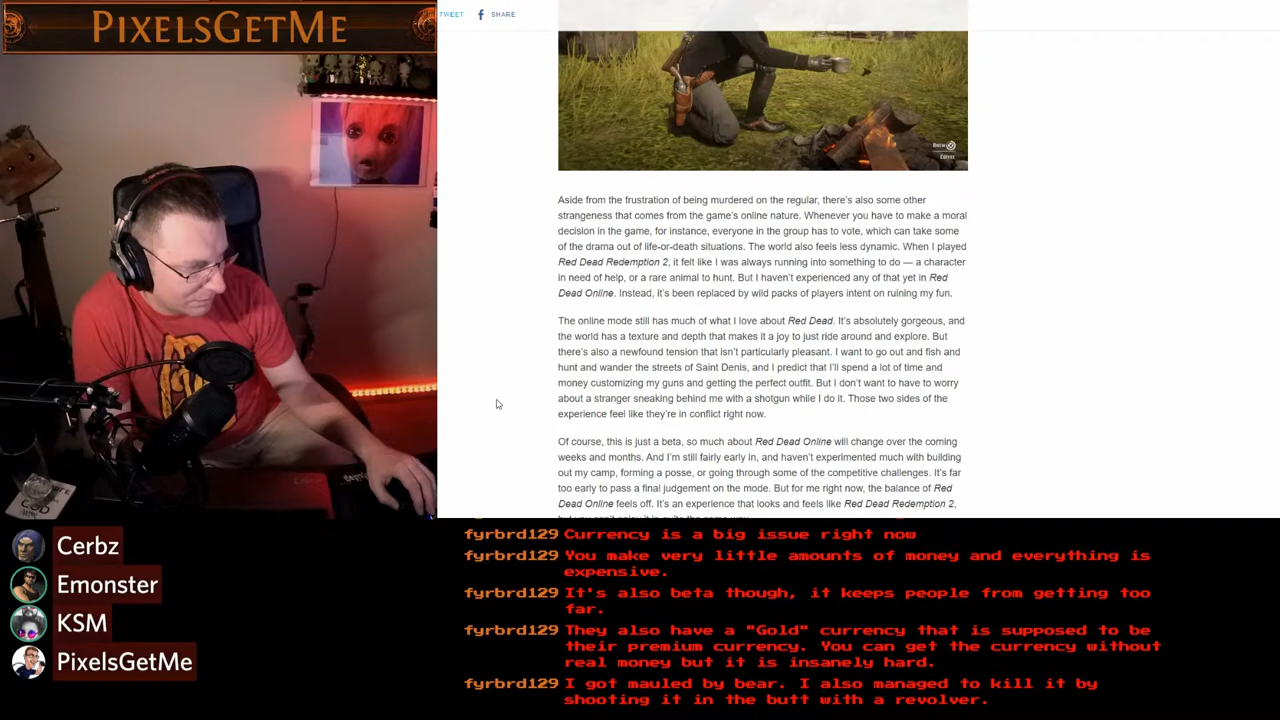 PIXELSGETME
TWEET
SHARE
BREW
COFFEE
Aside from the frustration of being murdered on the regular, there's also some other
strangeness that comes from the game's online nature. Whenever you have to make a moral
decision in the game, for instance, everyone in the group has to vote, which can take some
of the drama out of life-or-death situations. The world also feels less dynamic. When I played
Red Dead Redemption 2, it felt like I was always running into something to do — a character
in need of help, or a rare animal to hunt. But I haven't experienced any of that yet in Red
Dead Online. Instead, it's been replaced by wild packs of players intent on ruining my fun.
The online mode still has much of what I love about Red Dead. It's absolutely gorgeous, and
the world has a texture and depth that makes it a joy to just ride around and explore. But
there's also a newfound tension that isn't particularly pleasant. I want to go out and fish and
hunt and wander the streets of Saint Denis, and I predict that I'll spend a lot of time and
money customizing my guns and getting the perfect outfit. But I don't want to have to worry
about a stranger sneaking behind me with a shotgun while I do it. Those two sides of the
experience feel like they're in conflict right now.
Of course, this is just a beta, so much about Red Dead Online will change over the coming
weeks and months. And I'm still fairly early in, and haven't experimented much with building
out my camp, forming a posse, or going through some of the competitive challenges. It's far
too early to pass a final judgement on the mode. But for me right now, the balance of Red
Dead Online feels off. It's an experience that looks and feels like Red Dead Redemption 2,
Cerbz
Emonster
KSM
PixelsGetMe
fyrbrd129 Currency is a big issue right now
fyrbrd129 You make very little amounts of money and everything is
expensive.
fyrbrd129 It's also beta though, it keeps people from getting too
far.
fyrbrd129 They also have a "Gold" currency that is supposed to be
their premium currency. You can get the currency without
real money but it is insanely hard.
fyrbrd129 I got mauled by bear. I also managed to kill it by
shooting it in the butt with a revolver.